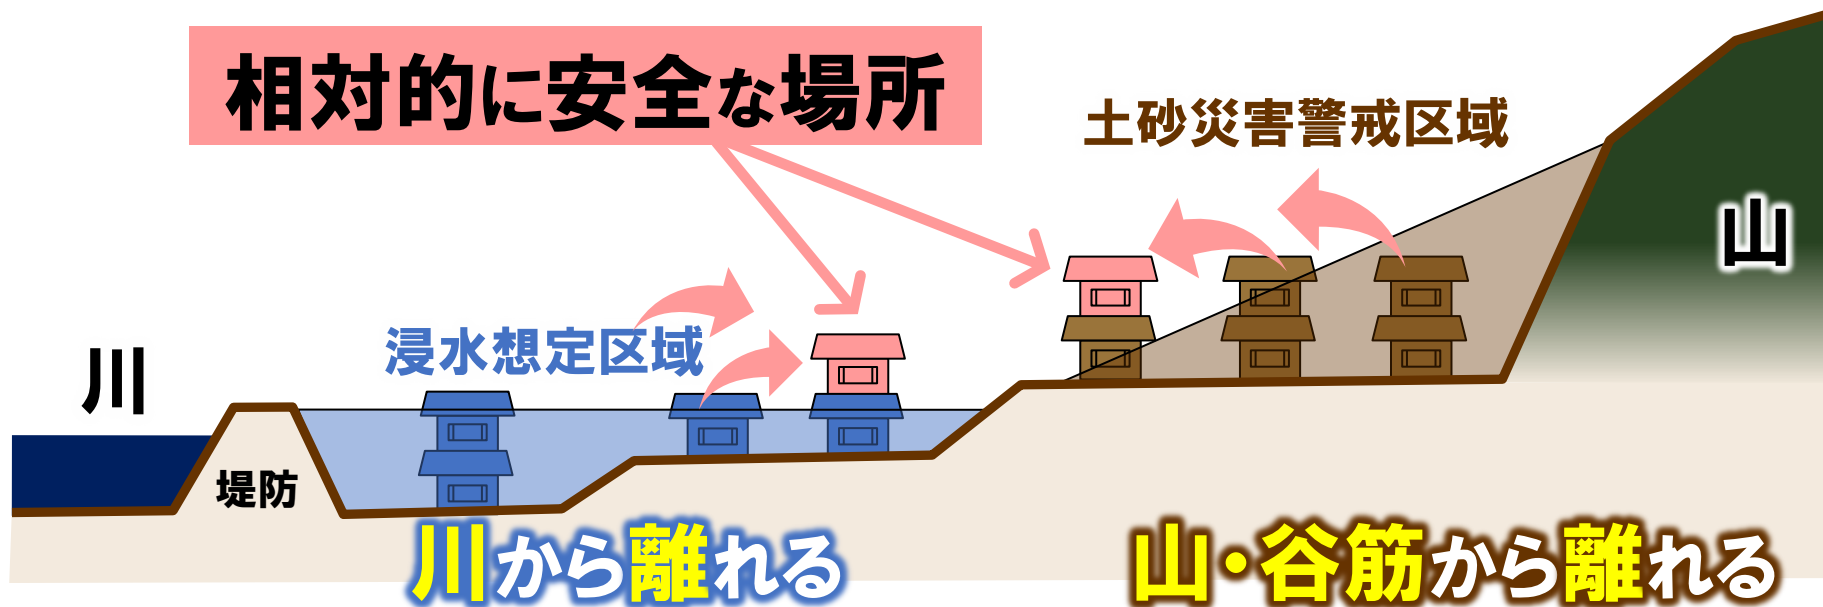 相対的に安全な場所
土砂災害警戒区域
山
浸水想定区域
川
堤防
川から離れる
山・谷筋から離れる